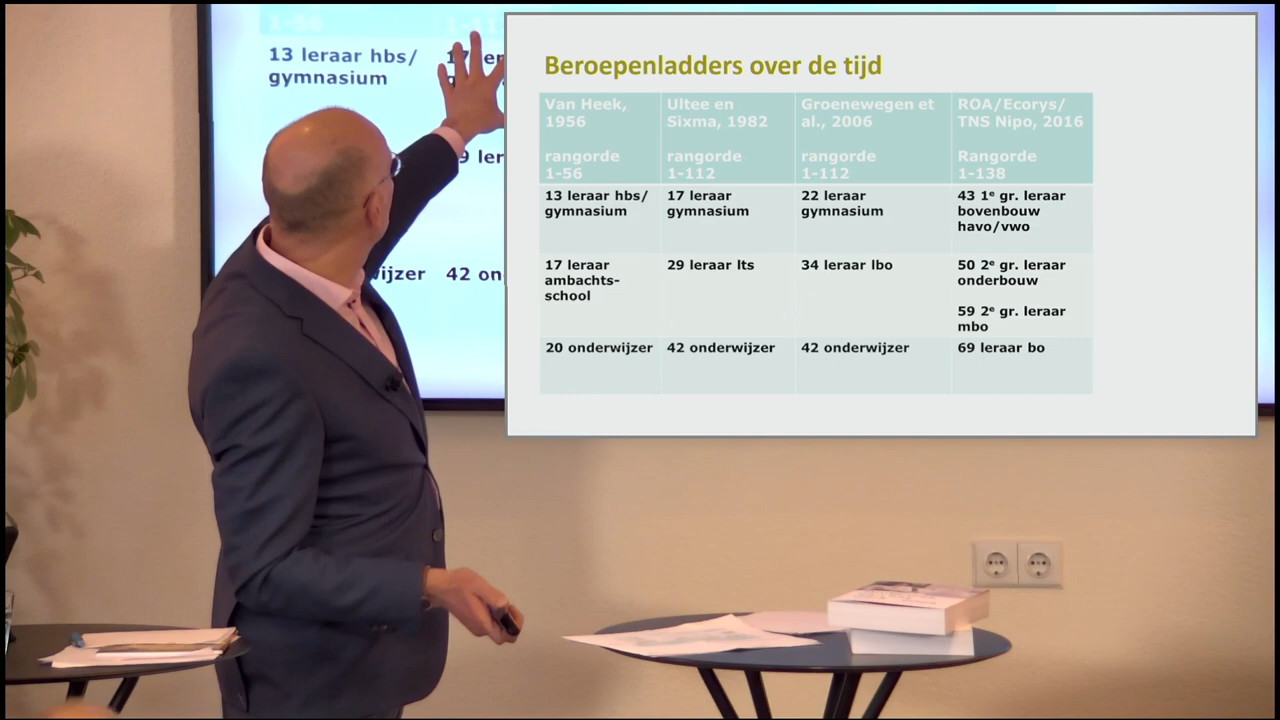 1-56
13 leraar hbs/
gymnasium
ijzer
42 on
Beroepenladders over de tijd
Van Heek,
1956
rangorde
1-56
Ultee en
Sixma, 1982
rangorde
1-112
Groenewegen et
al., 2006
rangorde
1-112
ROA/Ecorys/
TNS Nipo, 2016
Rangorde
1-138
13 leraar hbs/
gymnasium
17 leraar
gymnasium
22 leraar
gymnasium
43 1e gr. leraar
bovenbouw
havo/vwo
17 leraar
ambachts-
school
29 leraar lts
34 leraar lbo
50 2e gr. leraar
onderbouw
59 2e gr. leraar
mbo
20 onderwijzer
42 onderwijzer
42 onderwijzer
69 leraar bo